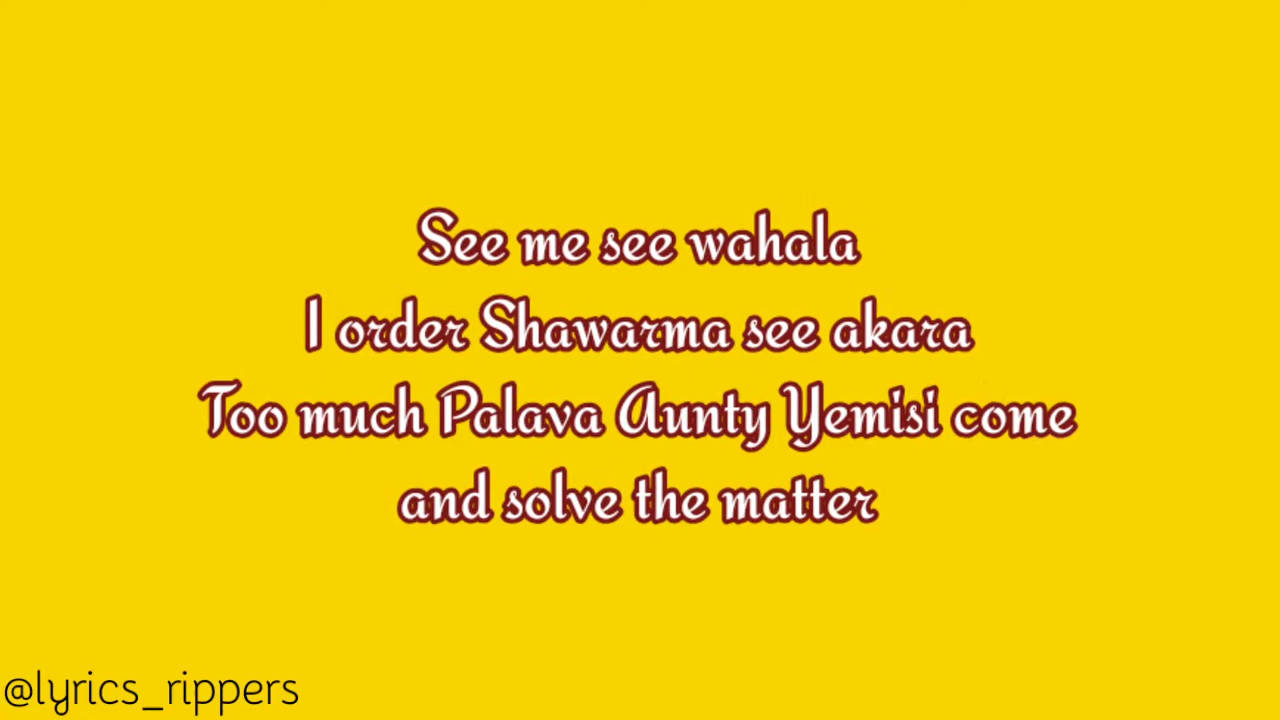 See me see wahala
I order Shawarma see akara
Too much Palava Aunty Yemisi come
and solve the matter
@lyrics_rippers